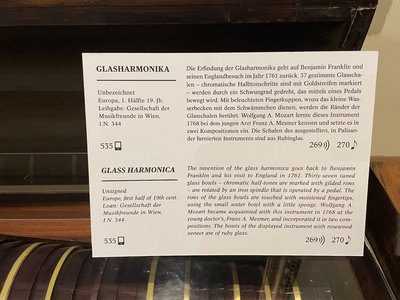 GLASHARMONIKA
Unbezeichnet
Europa, 1. Hälfte 19. Jh.
Leihgabe: Gesellschaft der
Musikfreunde in Wien,
I.N. 344
535
Die Erfindung der Glasharmonika geht auf Benjamin Franklin und
seinen Englandbesuch im Jahr 1761 zurück. 37 gestimmte Glasscha-
len – chromatische Halbtonschritte sind mit Goldstreifen markiert
– werden durch ein Schwungrad gedreht, das mittels eines Pedals
bewegt wird. Mit befeuchteten Fingerkuppen, wozu das kleine Was-
serbecken mit dem Schwämmchen dienen, werden die Ränder der
Glasschalen berührt. Wolfgang A. Mozart lernte dieses Instrument
1768 bei dem jungen Arzt Franz A. Mesmer kennen und setzte es in
zwei Kompositionen ein. Die Schalen des ausgestellten, in Palisan-
der furnierten Instruments sind aus Rubinglas.
269 270
GLASS HARMONICA
Unsigned
Europe, first half of 19th cent.
Loan: Gesellschaft der
Musikfreunde in Wien,
I.N. 344
535
The invention of the glass harmonica goes back to Benjamin
Franklin and his visit to England in 1761. Thirty-seven tuned
glass bowls – chromatic half-tones are marked with gilded rims
– are rotated by an iron spindle that is operated by a pedal. The
rims of the glass bowls are touched with moistened fingertips,
using the small water bowl with a little sponge. Wolfgang A.
Mozart became acquainted with this instrument in 1768 at the
young doctor's, Franz A. Mesmer, and incorporated it in two com-
positions. The bowls of the displayed instrument with rosewood
veneer are of ruby glass.
269 270